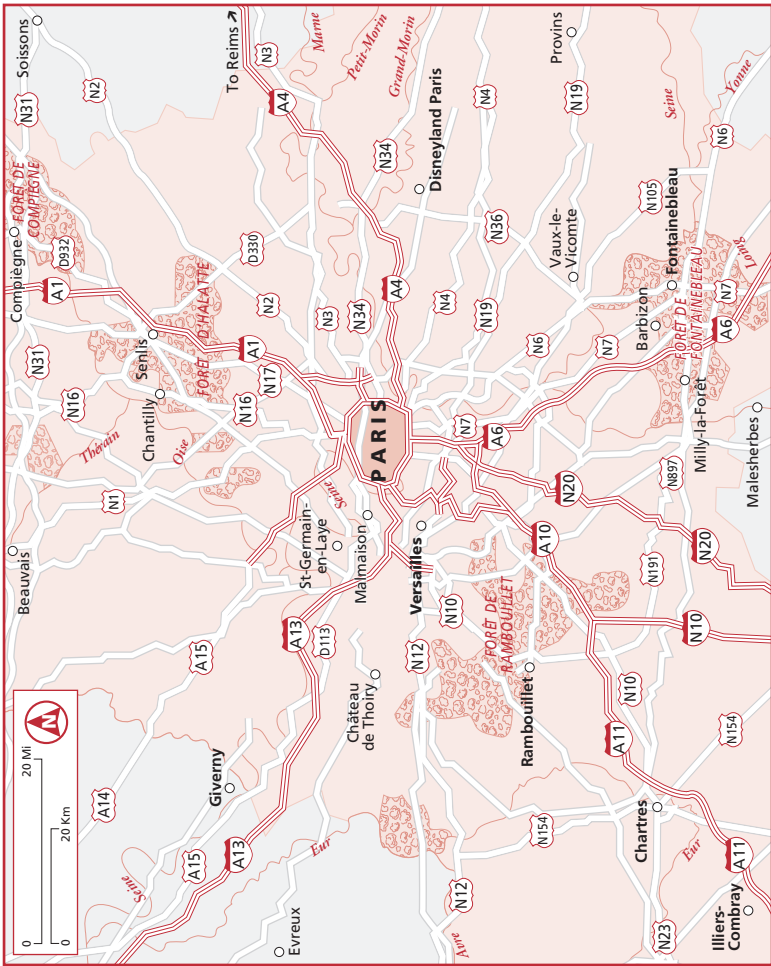 0
20 Mi
0
20 Km
N
Beauvais
Compiègne
Soissons
FORÊT DE
COMPIÈGNE
N31
N31
A1
D932
N16
N2
Thérain
A14
N1
Seine
Senlis
Chantilly
Oise
A15
A15
FORÊT D'HALATTE
Giverny
A13
N16
A1
D330
To Reims
N17
N2
N3
A4
A13
Evreux
St-Germain-
en-Laye
Eur
D113
Marne
N3
Seine
Château
de Thoiry
Malmaison
N34
Petit-Morin
PARIS
N34
Grand-Morin
A4
Versailles
N12
Disneyland Paris
N10
N4
Avre
N12
N7
N4
N19
A6
N36
FORÊT DE
RAMBOUILLET
Rambouillet
N154
A10
N6
Provins
Vaux-le-
Vicomte
N20
N19
N7
A11
N10
Chartres
Barbizon
N191
N105
N23
Seine
N897
Fontainebleau
FORÊT DE
FONTAINEBLEAU
Eur
N10
N20
Milly-la-Forêt
N6
Illiers-
Combray
N154
A6
N7
A11
Yonne
Long
Malesherbes